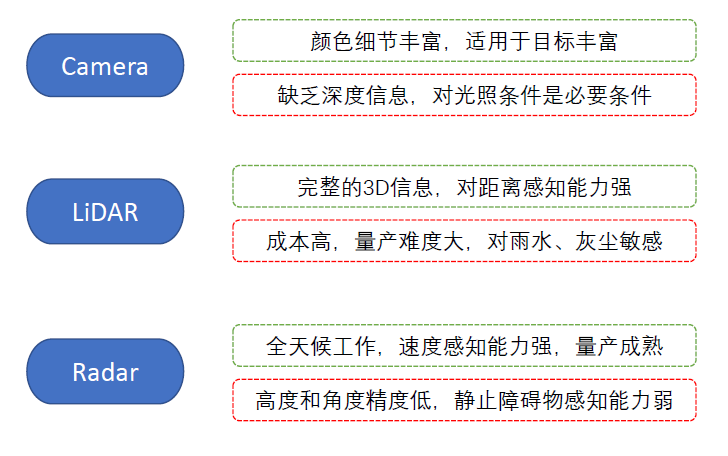 Camera
颜色细节丰富，适用于目标丰富
缺乏深度信息，对光照条件是必要条件
LiDAR
完整的3D信息，对距离感知能力强
成本高，量产难度大，对雨水、灰尘敏感
Radar
全天候工作，速度感知能力强，量产成熟
高度和角度精度低，静止障碍物感知能力弱